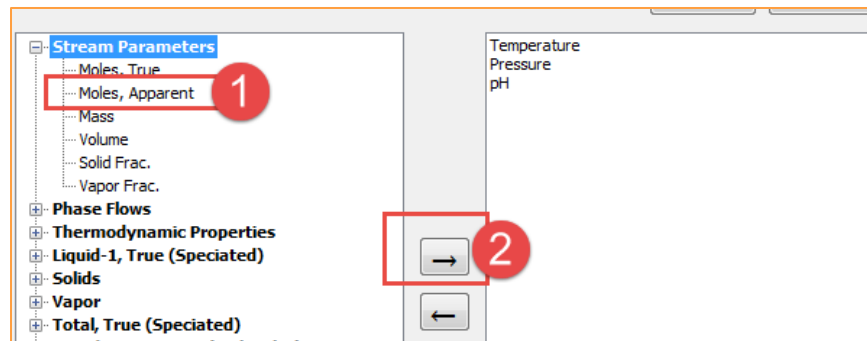 Stream Parameters
Moles, True
Moles, Apparent
1
Mass
Volume
Solid Frac.
Vapor Frac.
Phase Flows
Thermodynamic Properties
Liquid-1, True (Speciated)
Solids
Vapor
Total, True (Speciated)
→
2
←
Temperature
Pressure
pH